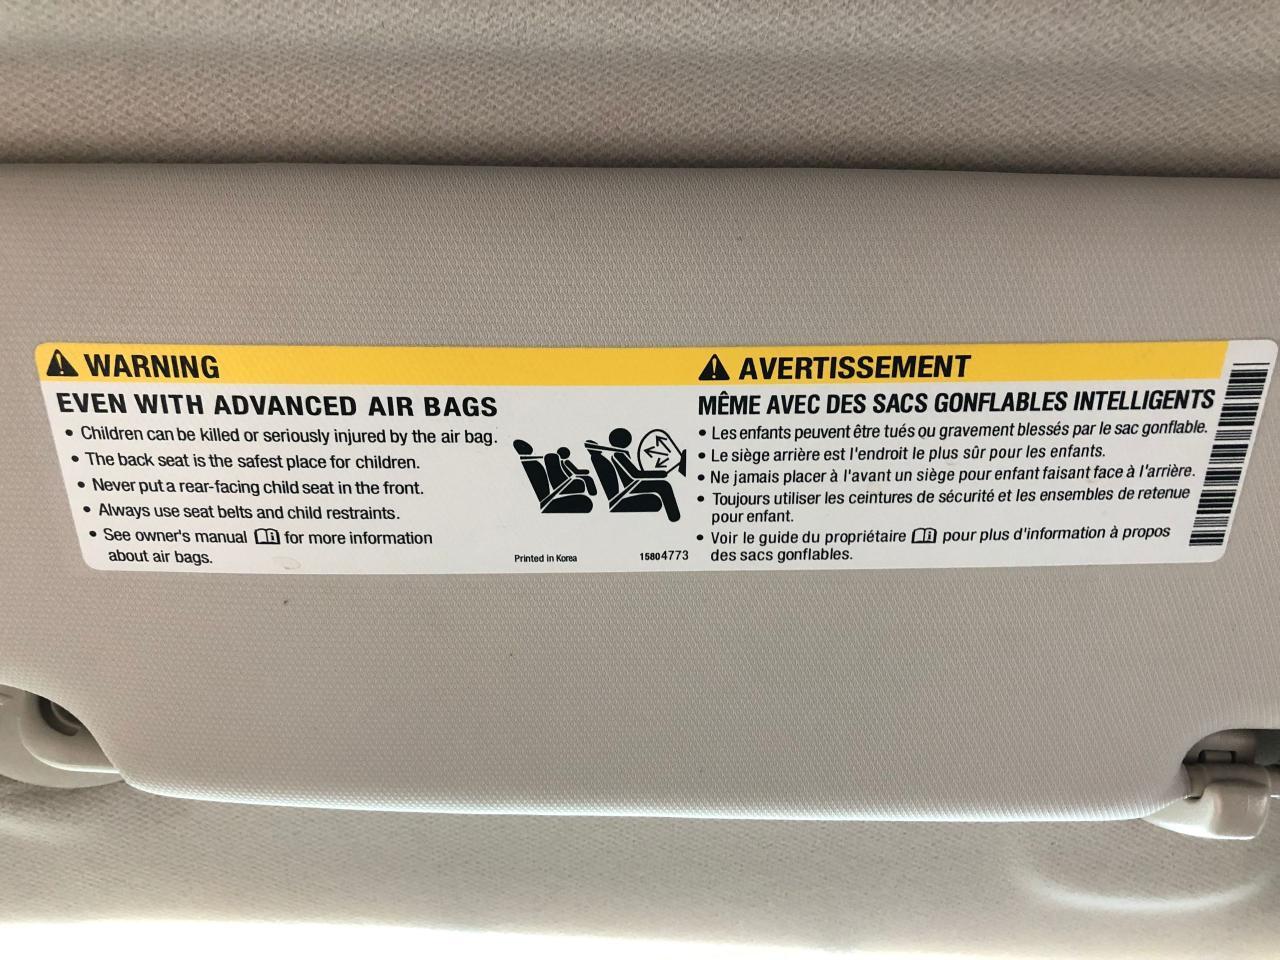 WARNING
EVEN WITH ADVANCED AIR BAGS
• Children can be killed or seriously injured by the air bag.
• The back seat is the safest place for children.
• Never put a rear-facing child seat in the front.
• Always use seat belts and child restraints.
• See owner's manual for more information
about air bags.
Printed in Korea
15804773
AVERTISSEMENT
MÊME AVEC DES SACS GONFLABLES INTELLIGENTS
• Les enfants peuvent être tués ou gravement blessés par le sac gonflable.
• Le siège arrière est l'endroit le plus sûr pour les enfants.
• Ne jamais placer à l'avant un siège pour enfant faisant face à l'arrière.
• Toujours utiliser les ceintures de sécurité et les ensembles de retenue
pour enfant.
• Voir le guide du propriétaire pour plus d'information à propos
des sacs gonflables.